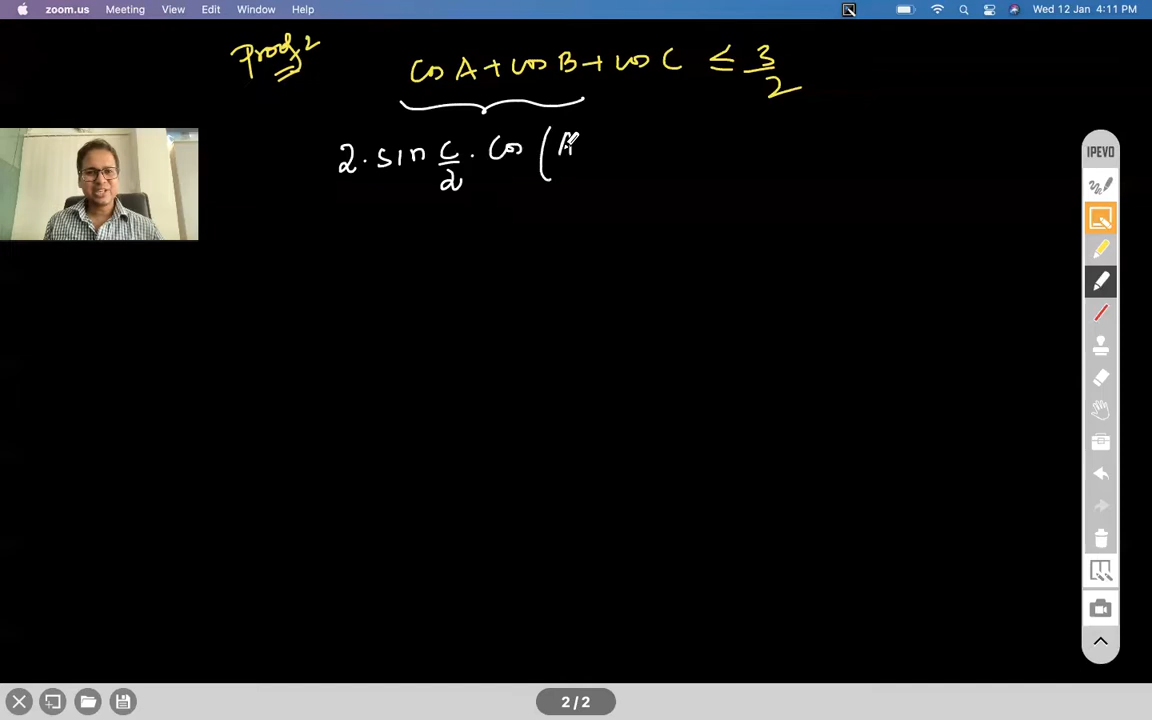 zoom.us Meeting View Edit Window Help Wed 12 Jan 4:11 PM
Proof 2
cos A + cos B + cos C ≤ 3/2
2 · sin C/2 · cos (A
IPEVO
2 / 2